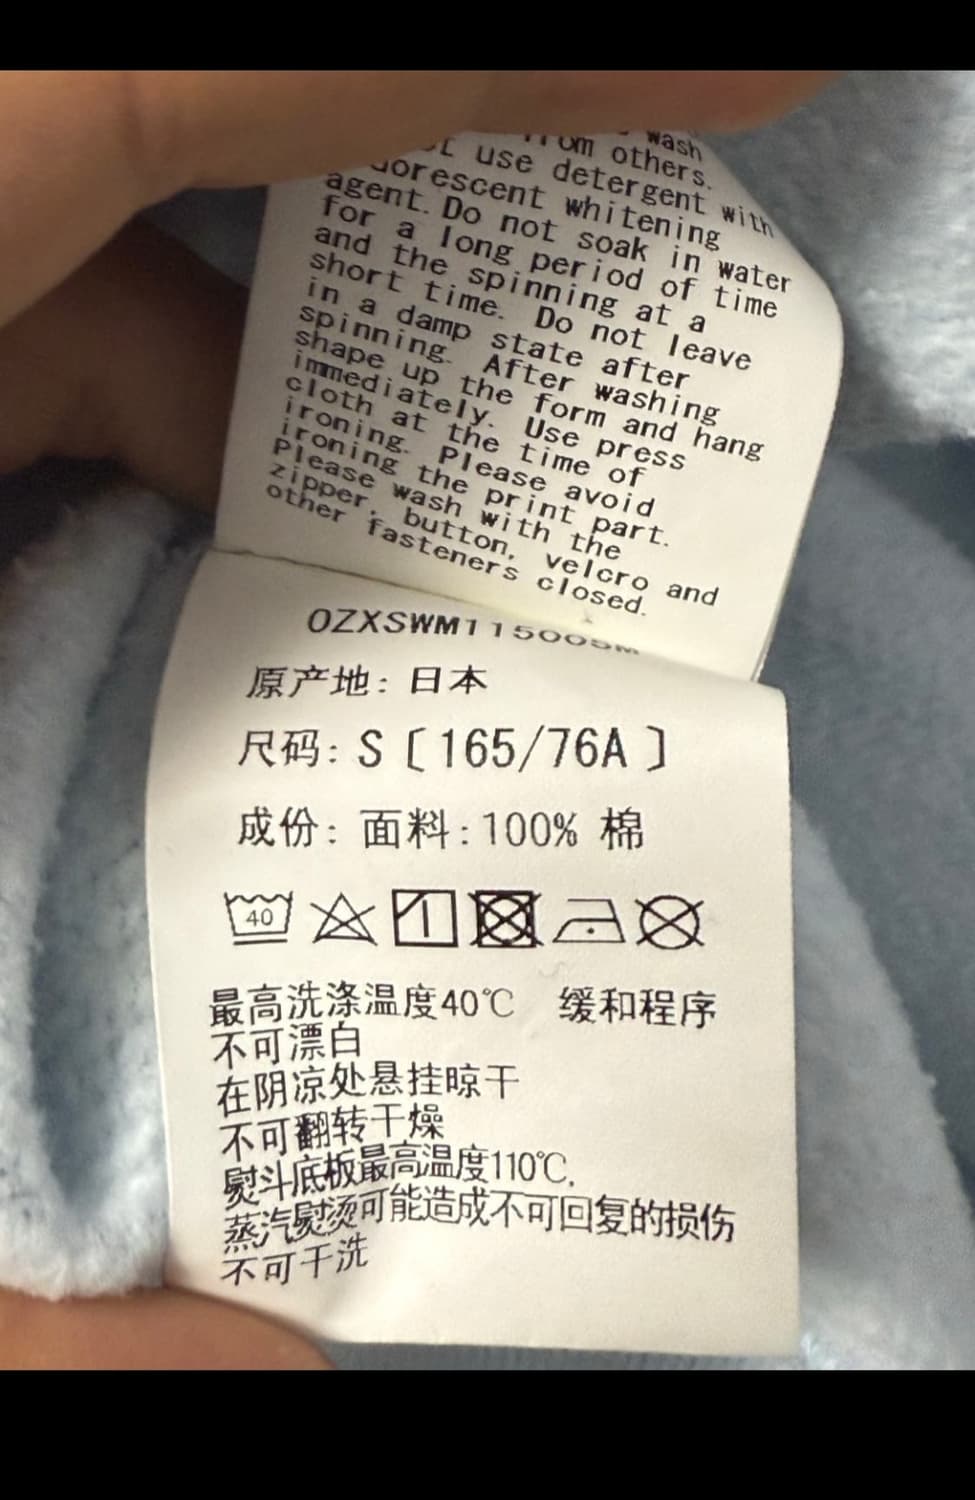 wash
from others.
use detergent with
fluorescent whitening
agent. Do not soak in water
for a long period of time
and the spinning at a
short time. Do not leave
in a damp state after
spinning. After washing
shape up the form and hang
immediately. Use press
cloth at the time of
ironing. Please avoid
ironing the print part.
Please wash with the
zipper, button, velcro and
other fasteners closed.
0ZXSWM115005M
原产地: 日本
尺码: S [165/76A]
成份: 面料:100% 棉
40
最高洗涤温度40℃ 缓和程序
不可漂白
在阴凉处悬挂晾干
不可翻转干燥
熨斗底板最高温度110℃.
蒸汽熨烫可能造成不可回复的损伤
不可干洗